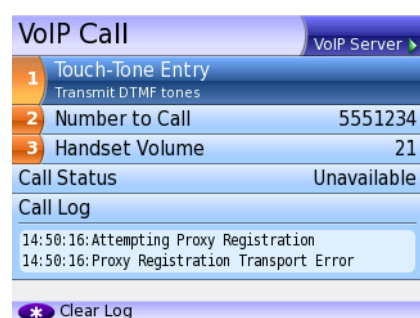 VoIP Call
VoIP Server
1 Touch-Tone Entry
Transmit DTMF tones
2 Number to Call 5551234
3 Handset Volume 21
Call Status Unavailable
Call Log
14:50:16:Attempting Proxy Registration
14:50:16:Proxy Registration Transport Error
* Clear Log